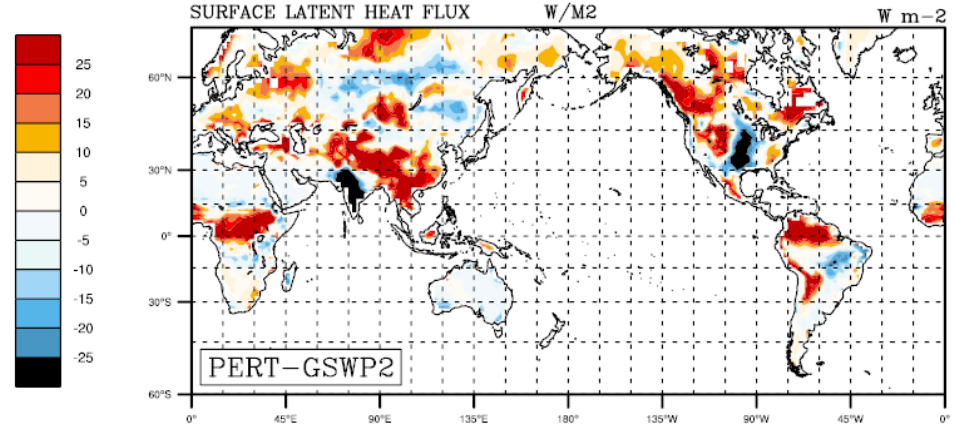 SURFACE LATENT HEAT FLUX W/M2 W m-2
25
20
15
10
5
0
-5
-10
-15
-20
-25
60°N
30°N
0°
30°S
60°S
PERT-GSWP2
0° 45°E 90°E 135°E 180° 135°W 90°W 45°W 0°